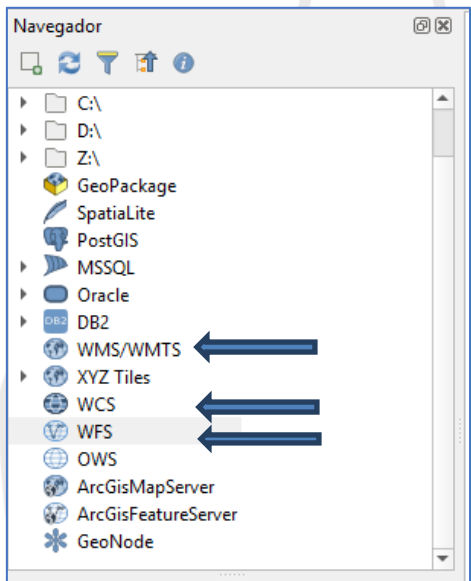 Navegador
C:\
D:\
Z:\
GeoPackage
SpatiaLite
PostGIS
MSSQL
Oracle
DB2 DB2
WMS/WMTS
XYZ Tiles
WCS
WFS
OWS
ArcGisMapServer
ArcGisFeatureServer
GeoNode